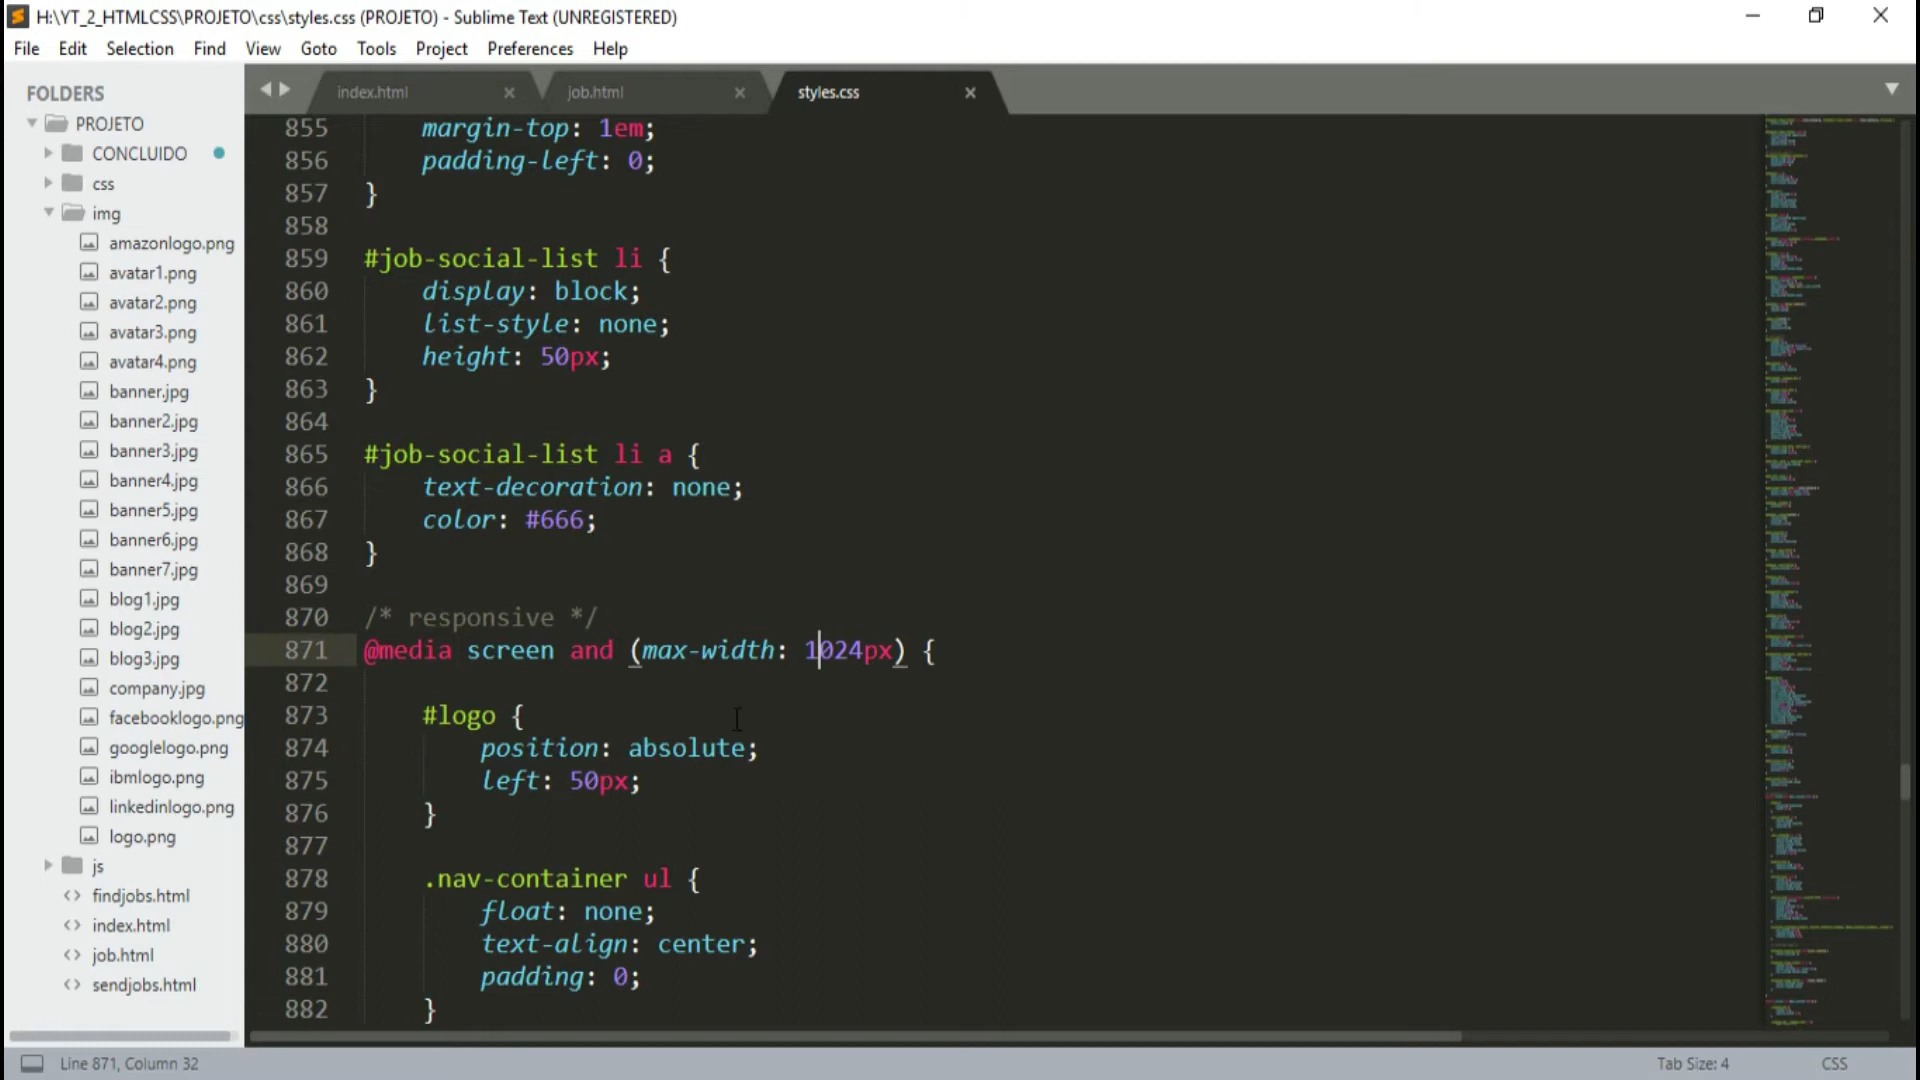 H:\YT_2_HTMLCSS\PROJETO\css\styles.css (PROJETO) - Sublime Text (UNREGISTERED)
File Edit Selection Find View Goto Tools Project Preferences Help
FOLDERS
PROJETO
CONCLUIDO
css
img
amazonlogo.png
avatar1.png
avatar2.png
avatar3.png
avatar4.png
banner.jpg
banner2.jpg
banner3.jpg
banner4.jpg
banner5.jpg
banner6.jpg
banner7.jpg
blog1.jpg
blog2.jpg
blog3.jpg
company.jpg
facebooklogo.png
googlelogo.png
ibmlogo.png
linkedinlogo.png
logo.png
js
findjobs.html
index.html
job.html
sendjobs.html
index.html job.html styles.css
855 margin-top: 1em;
856 padding-left: 0;
857 }
858
859 #job-social-list li {
860 display: block;
861 list-style: none;
862 height: 50px;
863 }
864
865 #job-social-list li a {
866 text-decoration: none;
867 color: #666;
868 }
869
870 /* responsive */
871 @media screen and (max-width: 1024px) {
872
873 #logo {
874 position: absolute;
875 left: 50px;
876 }
877
878 .nav-container ul {
879 float: none;
880 text-align: center;
881 padding: 0;
882 }
Line 871, Column 32 Tab Size: 4 CSS